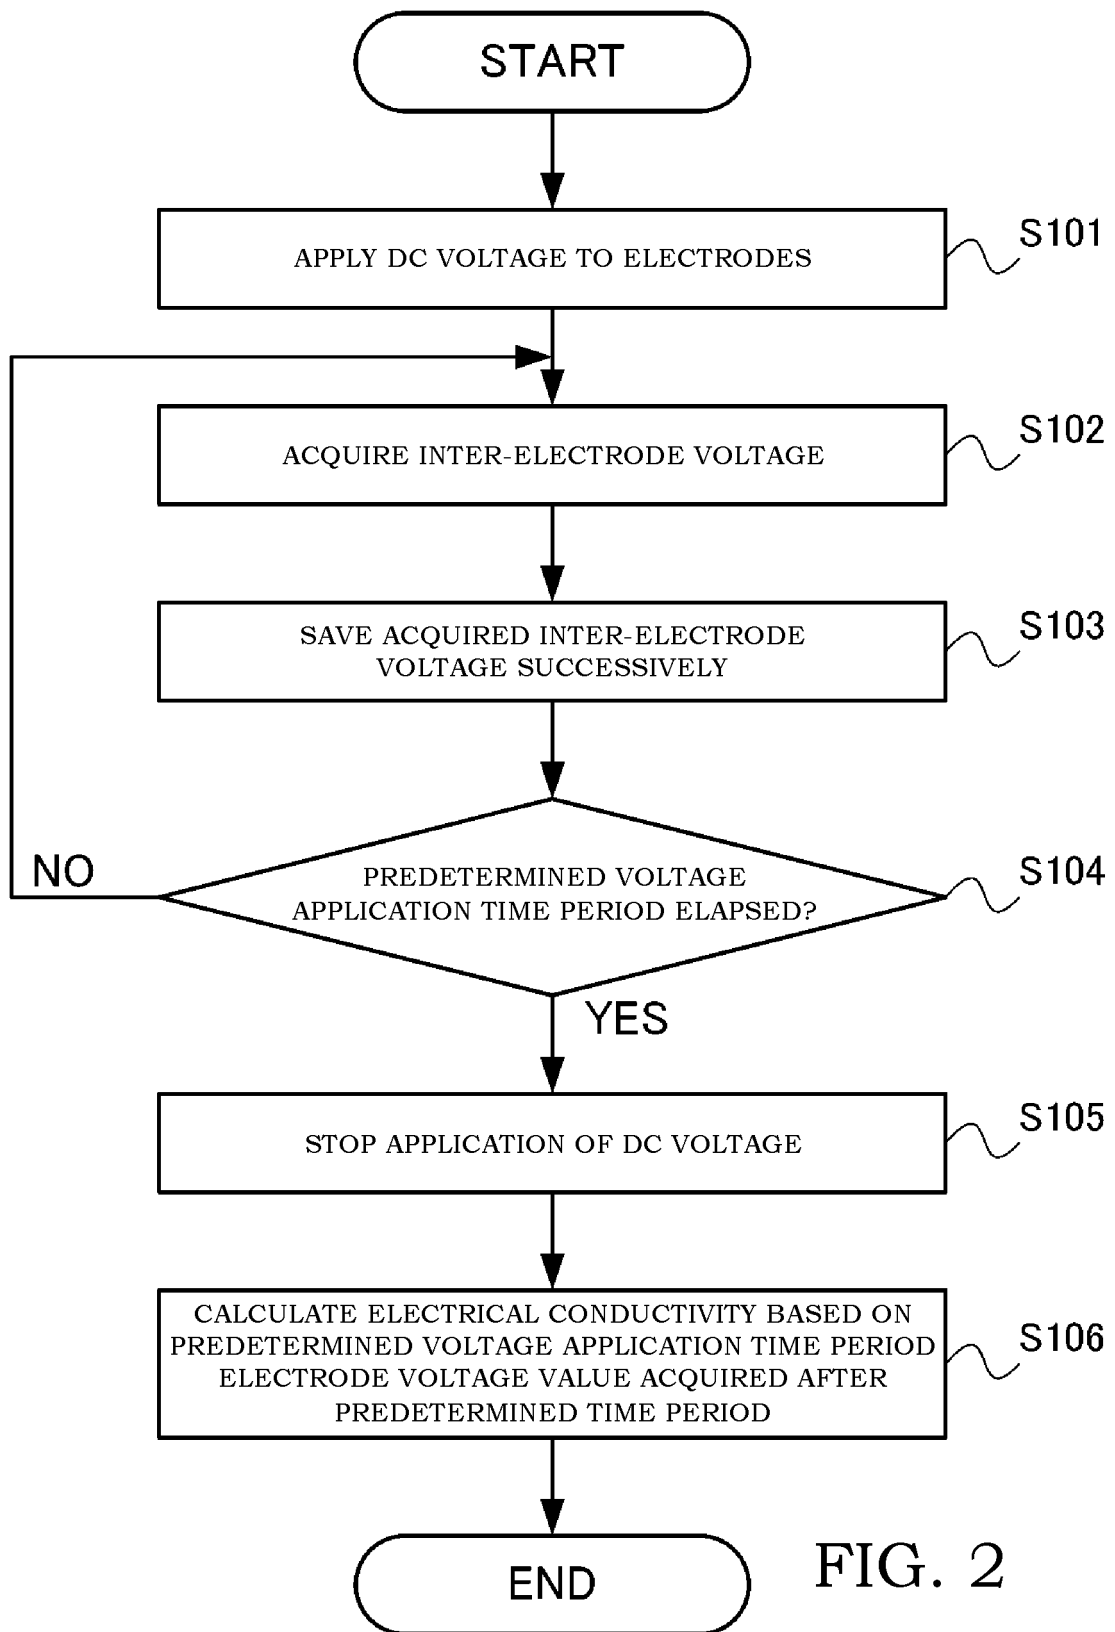 START
APPLY DC VOLTAGE TO ELECTRODES
S101
ACQUIRE INTER-ELECTRODE VOLTAGE
S102
SAVE ACQUIRED INTER-ELECTRODE
VOLTAGE SUCCESSIVELY
S103
NO
PREDETERMINED VOLTAGE
APPLICATION TIME PERIOD ELAPSED?
S104
YES
STOP APPLICATION OF DC VOLTAGE
S105
CALCULATE ELECTRICAL CONDUCTIVITY BASED ON
PREDETERMINED VOLTAGE APPLICATION TIME PERIOD
ELECTRODE VOLTAGE VALUE ACQUIRED AFTER
PREDETERMINED TIME PERIOD
S106
END
FIG. 2